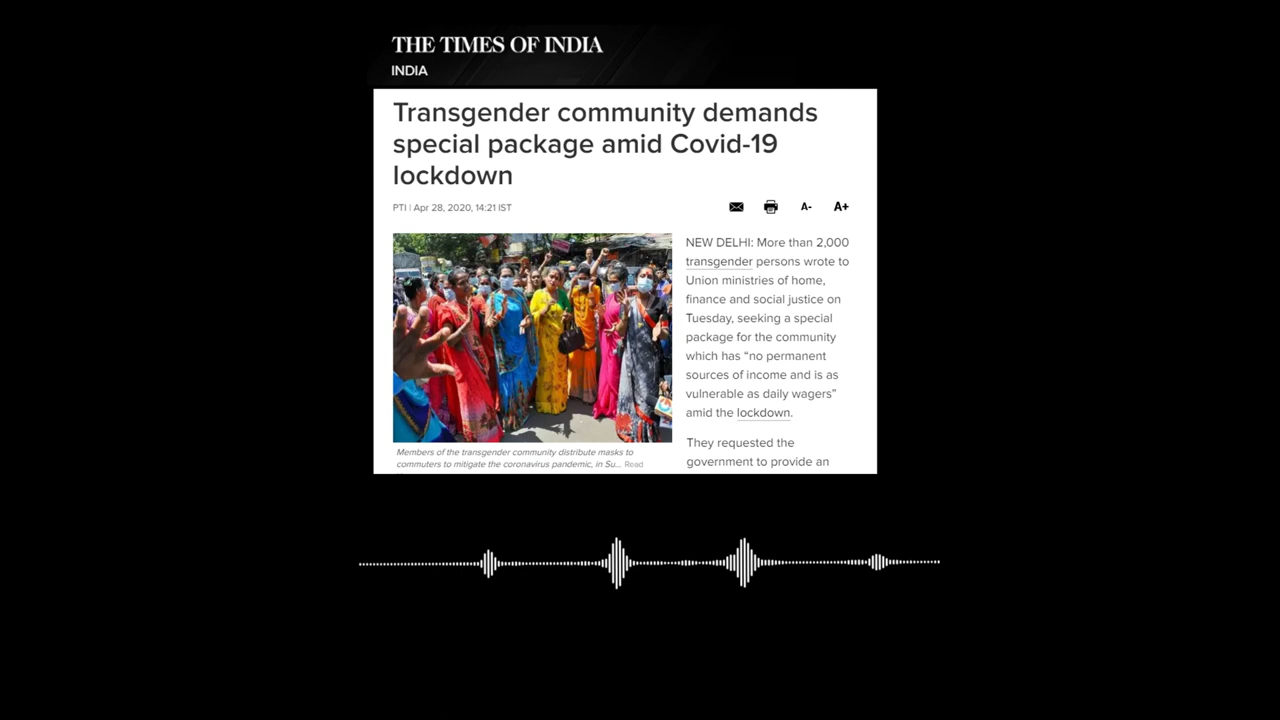 THE TIMES OF INDIA
INDIA
Transgender community demands
special package amid Covid-19
lockdown
PTI | Apr 28, 2020, 14:21 IST
A- A+
NEW DELHI: More than 2,000
transgender persons wrote to
Union ministries of home,
finance and social justice on
Tuesday, seeking a special
package for the community
which has “no permanent
sources of income and is as
vulnerable as daily wagers”
amid the lockdown.
They requested the
government to provide an
Members of the transgender community distribute masks to
commuters to mitigate the coronavirus pandemic, in Su... Read